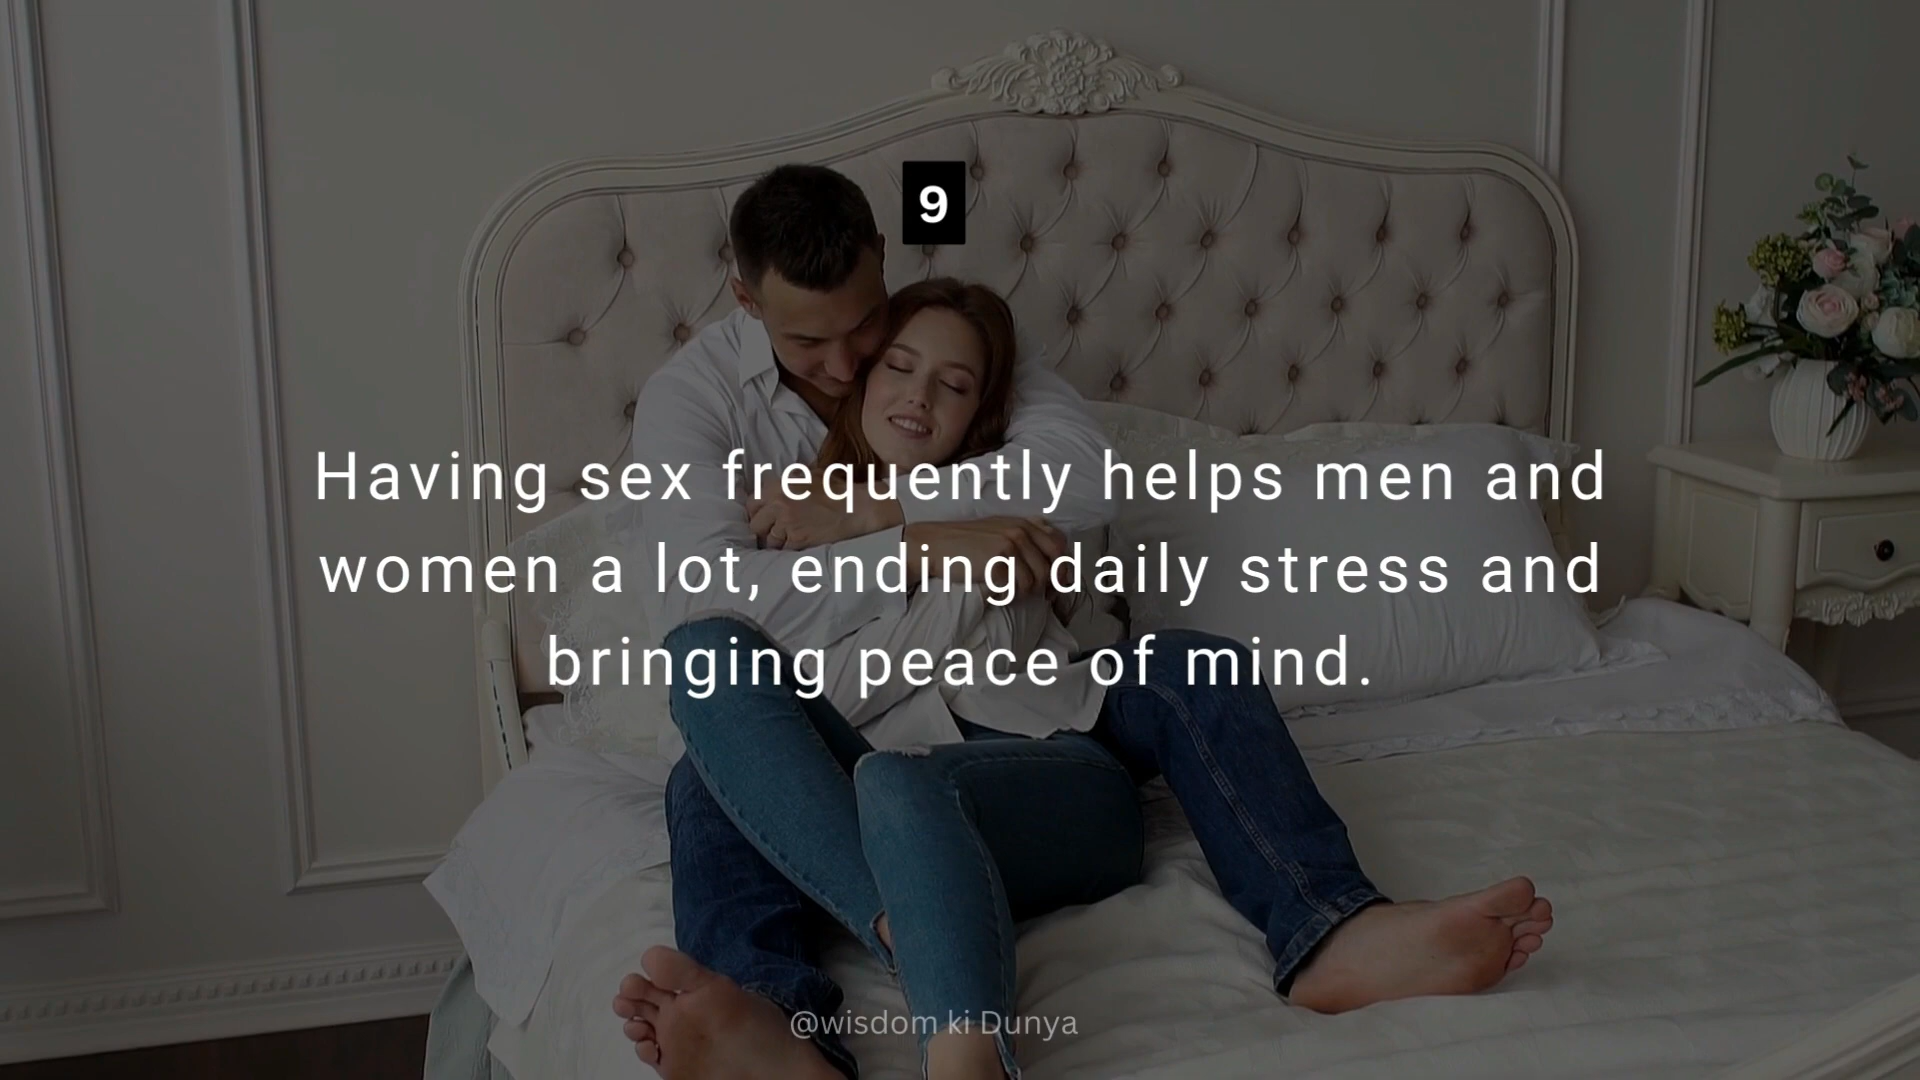 9
Having sex frequently helps men and
women a lot, ending daily stress and
bringing peace of mind.
@wisdom ki Dunya